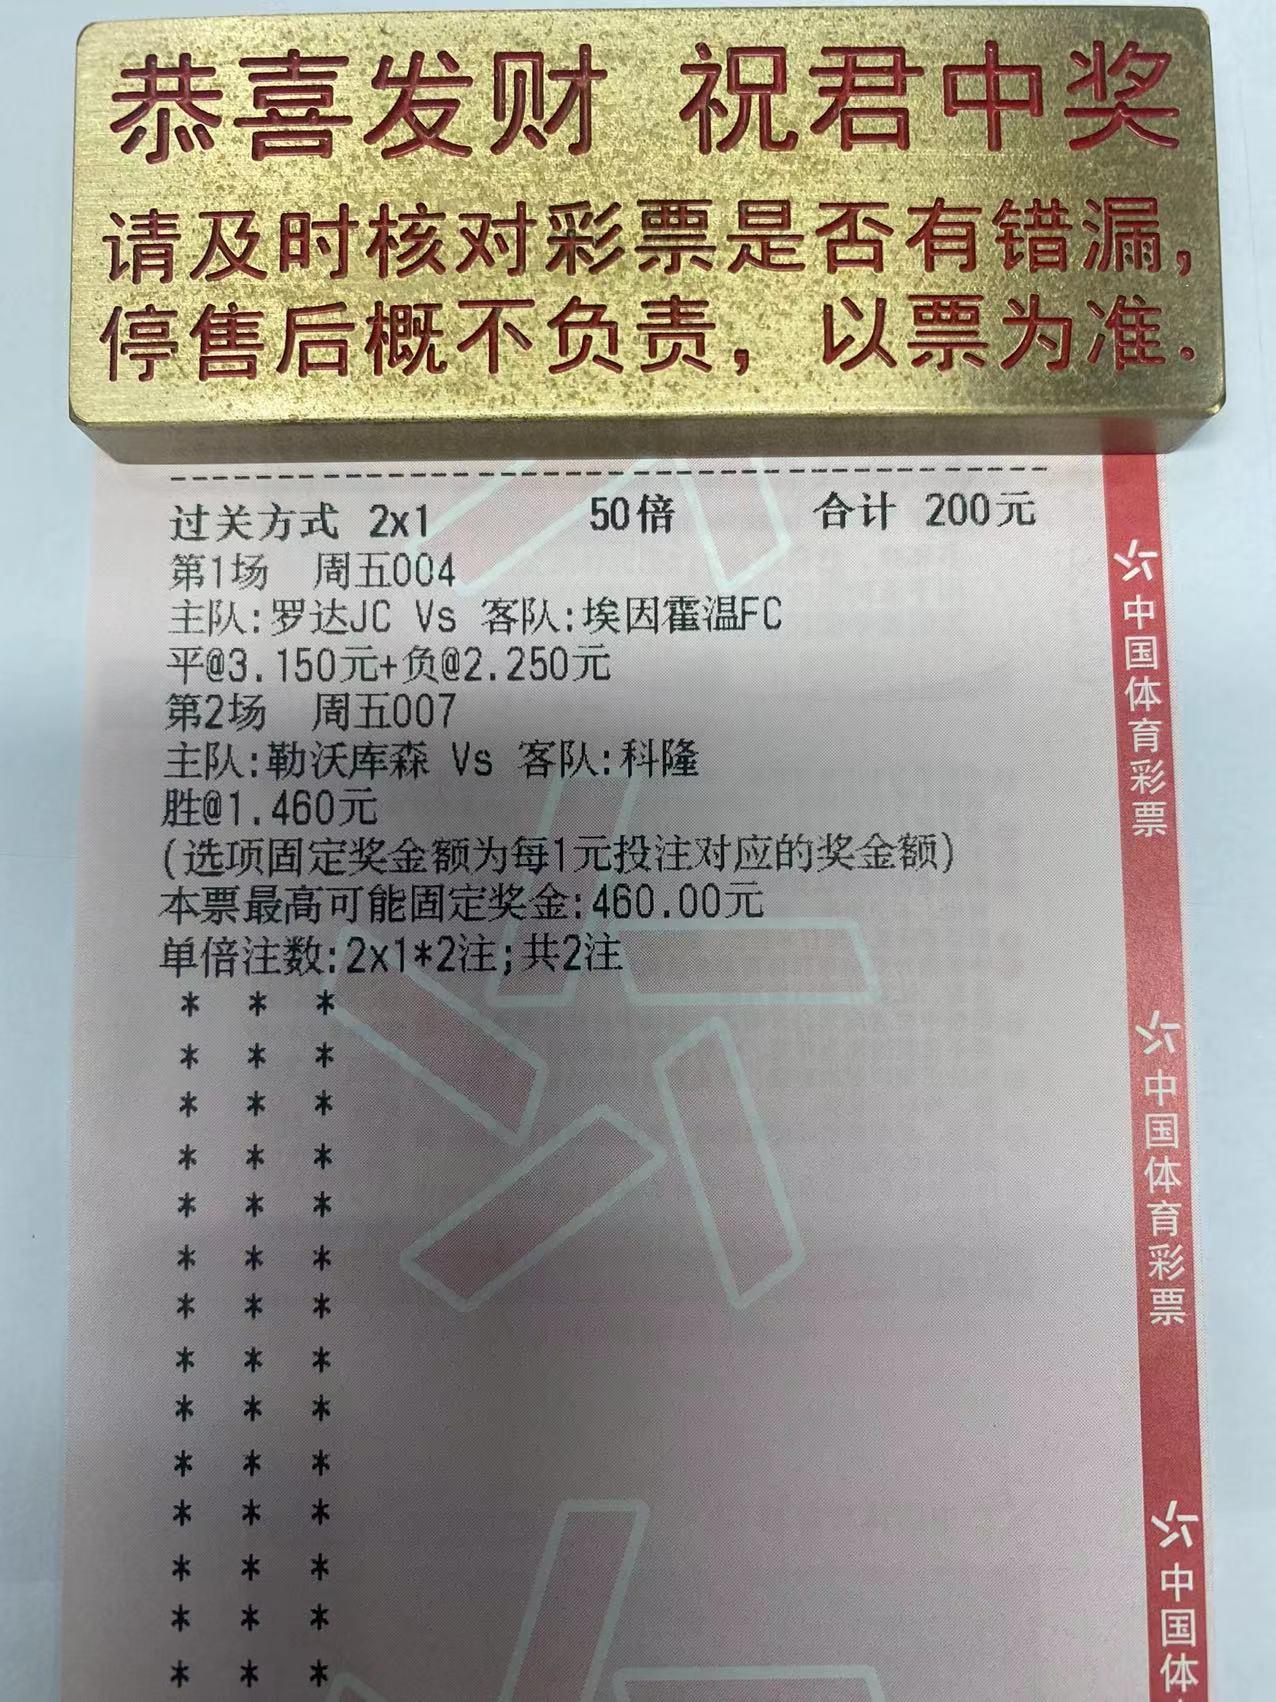 恭喜发财 祝君中奖
请及时核对彩票是否有错漏，
停售后概不负责，以票为准.
过关方式 2x1 50倍 合计 200元
第1场 周五004
主队:罗达JC Vs 客队:埃因霍温FC
平@3.150元+负@2.250元
第2场 周五007
主队:勒沃库森 Vs 客队:科隆
胜@1.460元
(选项固定奖金额为每1元投注对应的奖金额)
本票最高可能固定奖金:460.00元
单倍注数:2x1*2注;共2注
* * *
* * *
* * *
* * *
* * *
* * *
* * *
* * *
* * *
* * *
* * *
* * *
* * *
* * *
中国体育彩票
中国体育彩票
中国体